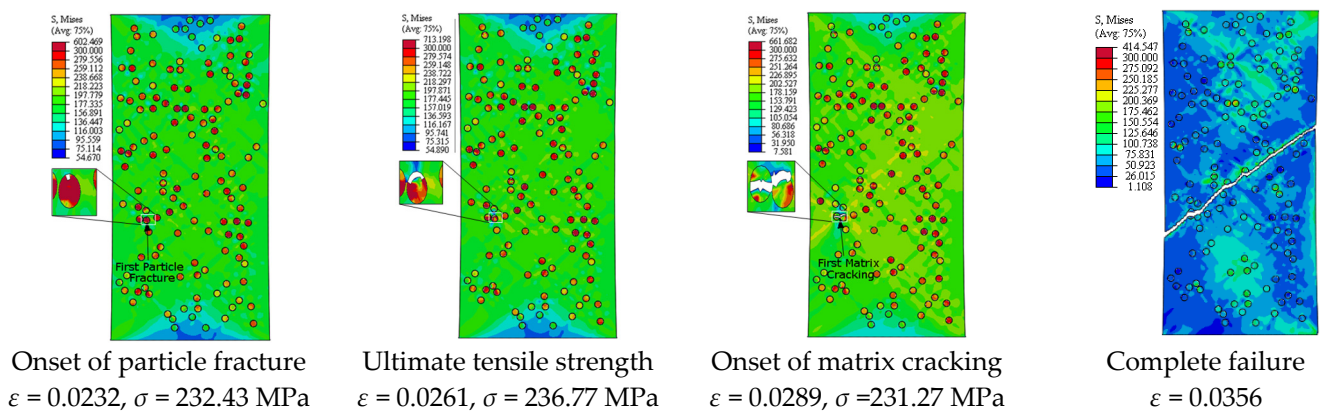 S, Mises
(Avg: 75%)
602.469
300.000
279.556
259.112
238.668
218.223
197.779
177.335
156.891
136.447
116.003
95.559
75.114
54.670
First Particle
Fracture
S, Mises
(Avg: 75%)
713.198
300.000
279.574
259.148
238.722
218.297
197.871
177.445
157.019
136.593
116.167
95.741
75.315
54.890
S, Mises
(Avg: 75%)
661.682
300.000
275.632
251.264
226.895
202.527
178.159
153.791
129.423
105.054
80.686
56.318
31.950
7.581
First Matrix
Cracking
S, Mises
(Avg: 75%)
414.547
300.000
275.092
250.185
225.277
200.369
175.462
150.554
125.646
100.738
75.831
50.923
26.015
1.108
Onset of particle fracture
ε = 0.0232, σ = 232.43 MPa
Ultimate tensile strength
ε = 0.0261, σ = 236.77 MPa
Onset of matrix cracking
ε = 0.0289, σ =231.27 MPa
Complete failure
ε = 0.0356